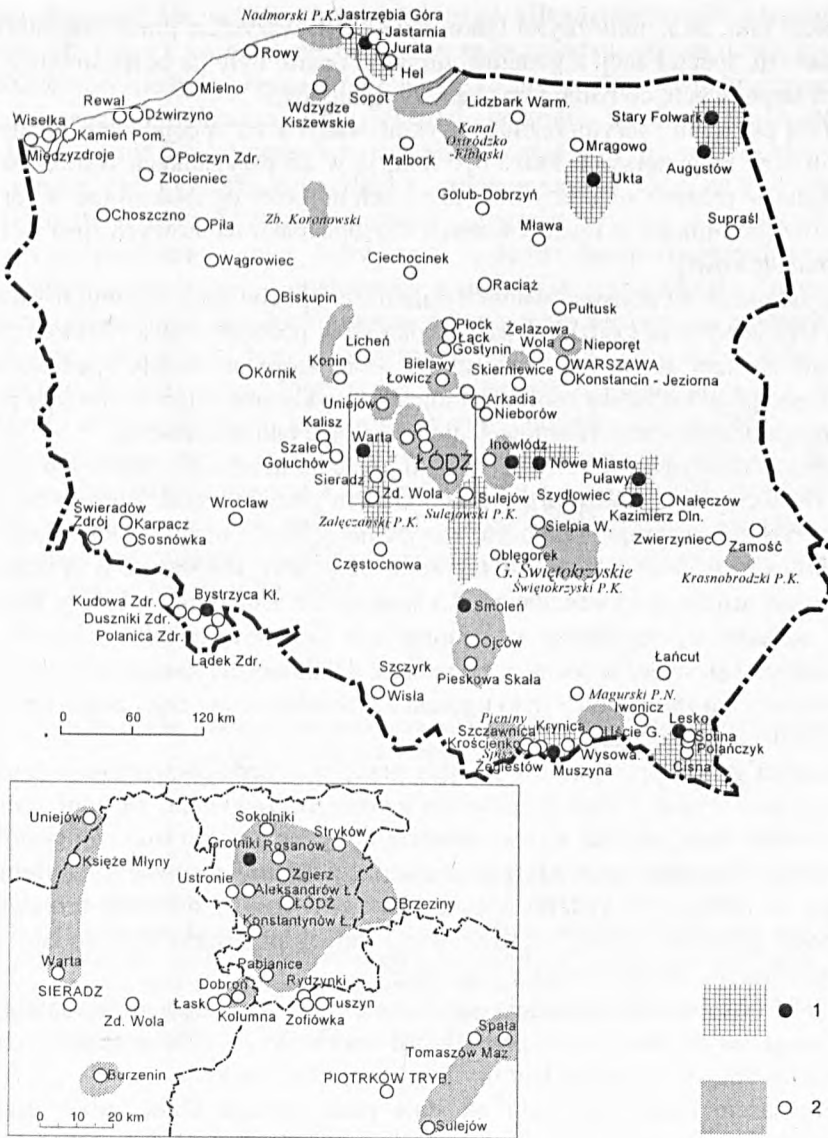 Nadmorski P.K.
Jastrzębia Góra
Jastarnia
Jurata
Hel
Rowy
Mielno
Sopot
Wdzydze
Kiszewskie
Lidzbark Warm.
Stary Folwark
Rewal
Dźwirzyno
Wisełka
Kamień Pom.
Międzyzdroje
Połczyn Zdr.
Złocieniec
Malbork
Kanał
Ostródzko
-Elbląski
Mrągowo
Ukta
Augustów
Choszczno
Piła
Zb. Koronowski
Golub-Dobrzyń
Mława
Supraśl
Wągrowiec
Ciechocinek
Raciąż
Biskupin
Pułtusk
Płock
Łąck
Gostynin
Żelazowa
Wola
Nieporęt
Licheń
Konin
Bielawy
Łowicz
Skierniewice
WARSZAWA
Konstancin - Jeziorna
Kórnik
Uniejów
Arkadia
Nieborów
Kalisz
Szale
Gołuchów
Warta
ŁÓDŹ
Inowłódz
Nowe Miasto
Puławy
Sieradz
Zd. Wola
Sulejów
Szydłowiec
Nałęczów
Kazimierz Dln.
Świeradów
Zdrój
Karpacz
Sosnówka
Wrocław
Załęczański P.K.
Sulejowski P.K.
Sielpia W.
Zwierzyniec
Zamość
Częstochowa
Oblęgorek
G. Świętokrzyskie
Świętokrzyski P.K.
Krasnobrodzki P.K.
Kudowa Zdr.
Bystrzyca Kł.
Duszniki Zdr.
Polanica Zdr.
Lądek Zdr.
Smoleń
Ojców
Pieskowa Skała
Szczyrk
Wisła
Łańcut
Magurski P.N.
Iwonicz
Lesko
Pieniny
Krynica
Szczawnica
Uście G.
Solina
Krościenko
Spisz
Wysowa.
Polańczyk
Żegiestów
Muszyna
Cisna
0 60 120 km
Uniejów
Sokolniki
Stryków
Grotniki
Rosanów
Księże Młyny
Zgierz
Ustronie
Aleksandrów Ł.
ŁÓDŹ
Brzeziny
Konstantynów Ł.
Warta
Pabianice
SIERADZ
Dobroń
Rydzynki
Zd. Wola
Łask
Kolumna
Tuszyn
Zofiówka
Spała
Tomaszów Maz
Burzenin
PIOTRKÓW TRYB.
Sulejów
0 10 20 km
1
2